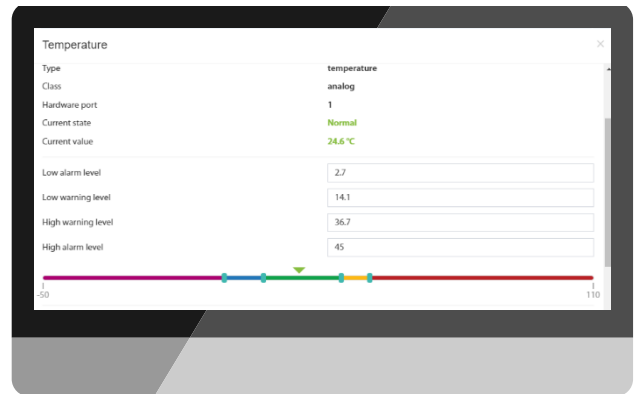 Temperature ×
Type temperature
Class analog
Hardware port 1
Current state Normal
Current value 24.6 °C
Low alarm level 2.7
Low warning level 14.1
High warning level 36.7
High alarm level 45
-50 110